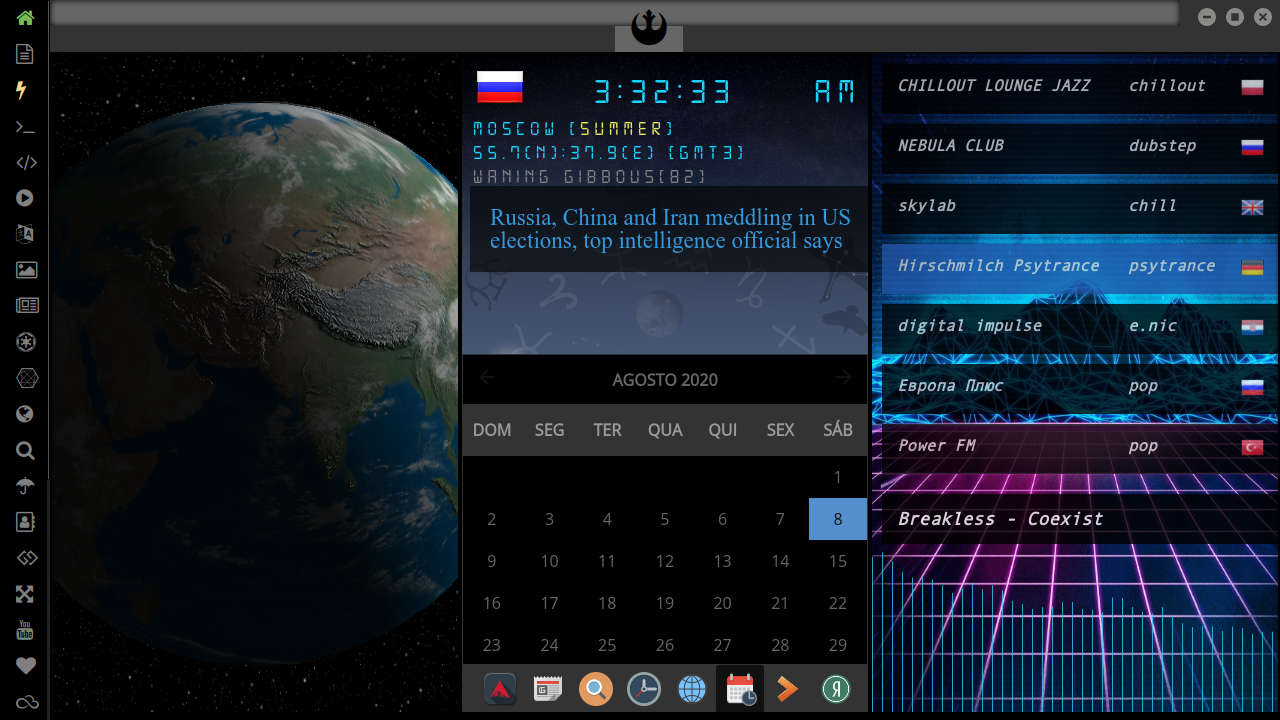 3:32:33 AM
MOSCOW (SUMMER)
55.7(N):37.9(E) (GMT3)
WANING GIBBOUS(82)
Russia, China and Iran meddling in US
elections, top intelligence official says
AGOSTO 2020
DOM SEG TER QUA QUI SEX SÁB
1
2 3 4 5 6 7 8
9 10 11 12 13 14 15
16 17 18 19 20 21 22
23 24 25 26 27 28 29
Я
CHILLOUT LOUNGE JAZZ chillout
NEBULA CLUB dubstep
skylab chill
Hirschmilch Psytrance psytrance
digital impulse e.nic
Европа Плюс pop
Power FM pop
Breakless - Coexist
You
Tube